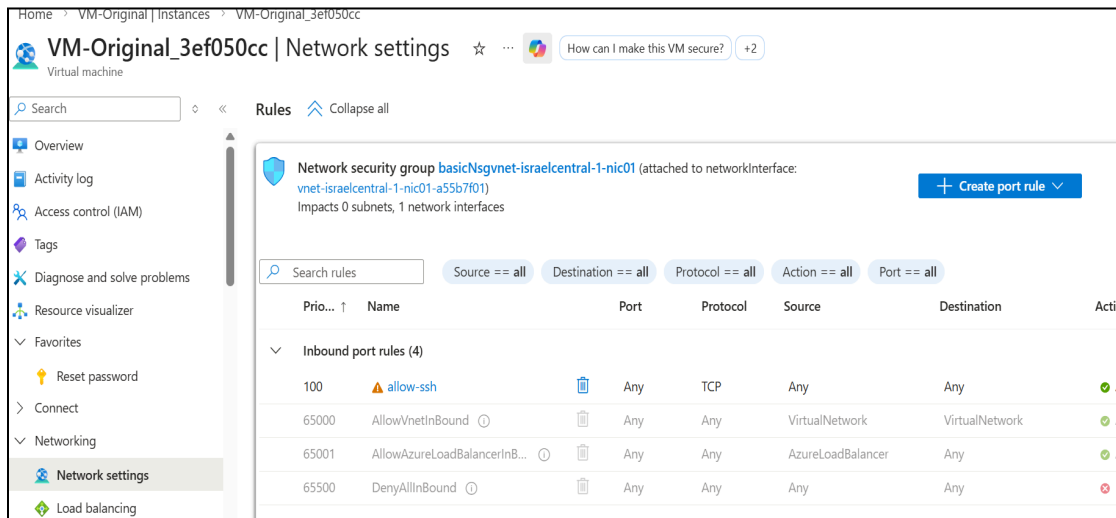 Home > VM-Original | Instances > VM-Original_3ef050cc
VM-Original_3ef050cc | Network settings
How can I make this VM secure?
+2
Virtual machine
Search
Overview
Activity log
Access control (IAM)
Tags
Diagnose and solve problems
Resource visualizer
Favorites
Reset password
Connect
Networking
Network settings
Load balancing
Rules
Collapse all
Network security group basicNsgvnet-israelcentral-1-nic01 (attached to networkInterface:
vnet-israelcentral-1-nic01-a55b7f01)
Impacts 0 subnets, 1 network interfaces
+ Create port rule
Search rules
Source == all
Destination == all
Protocol == all
Action == all
Port == all
Prio... ↑ Name Port Protocol Source Destination Acti
Inbound port rules (4)
100 allow-ssh Any TCP Any Any
65000 AllowVnetInBound Any Any VirtualNetwork VirtualNetwork
65001 AllowAzureLoadBalancerInB... Any Any AzureLoadBalancer Any
65500 DenyAllInBound Any Any Any Any